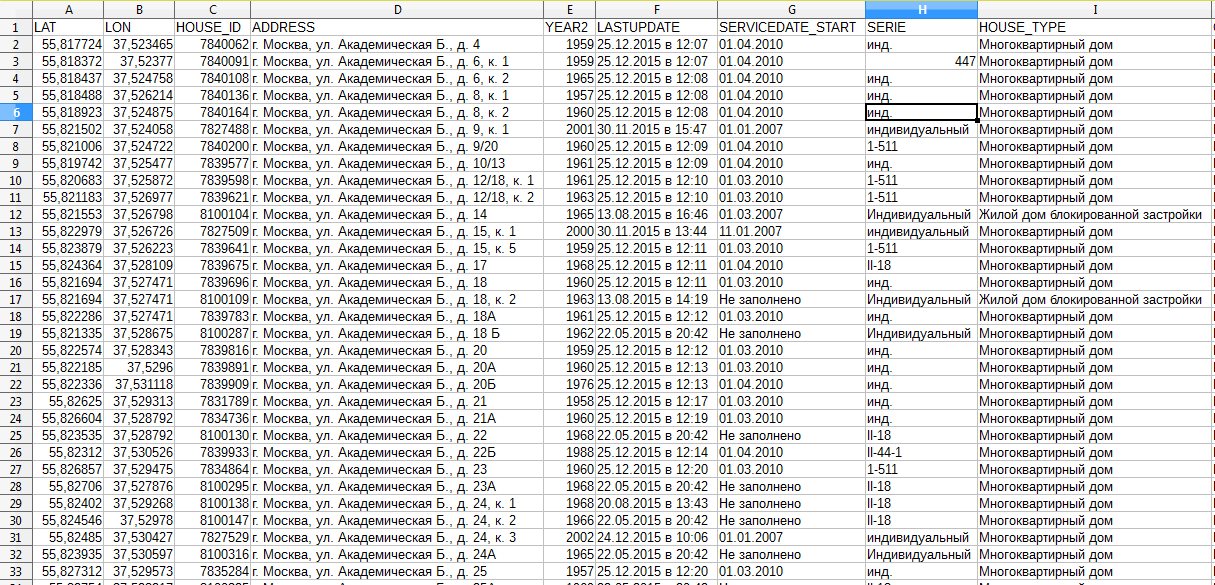 A B C D E F G H I
1 LAT LON HOUSE_ID ADDRESS YEAR2 LASTUPDATE SERVICEDATE_START SERIE HOUSE_TYPE
2 55,817724 37,523465 7840062 г. Москва, ул. Академическая Б., д. 4 1959 25.12.2015 в 12:07 01.04.2010 инд. Многоквартирный дом
3 55,818372 37,52377 7840091 г. Москва, ул. Академическая Б., д. 6, к. 1 1959 25.12.2015 в 12:07 01.04.2010 447 Многоквартирный дом
4 55,818437 37,524758 7840108 г. Москва, ул. Академическая Б., д. 6, к. 2 1965 25.12.2015 в 12:08 01.04.2010 инд. Многоквартирный дом
5 55,818488 37,526214 7840136 г. Москва, ул. Академическая Б., д. 8, к. 1 1957 25.12.2015 в 12:08 01.04.2010 инд. Многоквартирный дом
6 55,818923 37,524875 7840164 г. Москва, ул. Академическая Б., д. 8, к. 2 1960 25.12.2015 в 12:08 01.04.2010 инд. Многоквартирный дом
7 55,821502 37,524058 7827488 г. Москва, ул. Академическая Б., д. 9, к. 1 2001 30.11.2015 в 15:47 01.01.2007 индивидуальный Многоквартирный дом
8 55,821006 37,524722 7840200 г. Москва, ул. Академическая Б., д. 9/20 1960 25.12.2015 в 12:09 01.04.2010 1-511 Многоквартирный дом
9 55,819742 37,525477 7839577 г. Москва, ул. Академическая Б., д. 10/13 1961 25.12.2015 в 12:09 01.04.2010 инд. Многоквартирный дом
10 55,820683 37,525872 7839598 г. Москва, ул. Академическая Б., д. 12/18, к. 1 1961 25.12.2015 в 12:10 01.03.2010 1-511 Многоквартирный дом
11 55,821183 37,526977 7839621 г. Москва, ул. Академическая Б., д. 12/18, к. 2 1963 25.12.2015 в 12:10 01.03.2010 1-511 Многоквартирный дом
12 55,821553 37,526798 8100104 г. Москва, ул. Академическая Б., д. 14 1965 13.08.2015 в 16:46 01.03.2007 Индивидуальный Жилой дом блокированной застройки
13 55,822979 37,526726 7827509 г. Москва, ул. Академическая Б., д. 15, к. 1 2000 30.11.2015 в 13:44 11.01.2007 индивидуальный Многоквартирный дом
14 55,823879 37,526223 7839641 г. Москва, ул. Академическая Б., д. 15, к. 5 1959 25.12.2015 в 12:11 01.03.2010 1-511 Многоквартирный дом
15 55,824364 37,528109 7839675 г. Москва, ул. Академическая Б., д. 17 1968 25.12.2015 в 12:11 01.04.2010 II-18 Многоквартирный дом
16 55,821694 37,527471 7839696 г. Москва, ул. Академическая Б., д. 18 1960 25.12.2015 в 12:11 01.03.2010 инд. Многоквартирный дом
17 55,821694 37,527471 8100109 г. Москва, ул. Академическая Б., д. 18, к. 2 1963 13.08.2015 в 14:19 Не заполнено Индивидуальный Жилой дом блокированной застройки
18 55,822286 37,527471 7839783 г. Москва, ул. Академическая Б., д. 18А 1961 25.12.2015 в 12:12 01.03.2010 инд. Многоквартирный дом
19 55,821335 37,528675 8100287 г. Москва, ул. Академическая Б., д. 18 Б 1962 22.05.2015 в 20:42 Не заполнено Индивидуальный Многоквартирный дом
20 55,822574 37,528343 7839816 г. Москва, ул. Академическая Б., д. 20 1959 25.12.2015 в 12:12 01.03.2010 инд. Многоквартирный дом
21 55,822185 37,5296 7839891 г. Москва, ул. Академическая Б., д. 20А 1960 25.12.2015 в 12:13 01.03.2010 инд. Многоквартирный дом
22 55,822336 37,531118 7839909 г. Москва, ул. Академическая Б., д. 20Б 1976 25.12.2015 в 12:13 01.04.2010 инд. Многоквартирный дом
23 55,82625 37,529313 7831789 г. Москва, ул. Академическая Б., д. 21 1958 25.12.2015 в 12:17 01.03.2010 инд. Многоквартирный дом
24 55,826604 37,528792 7834736 г. Москва, ул. Академическая Б., д. 21А 1960 25.12.2015 в 12:19 01.03.2010 инд. Многоквартирный дом
25 55,823535 37,528792 8100130 г. Москва, ул. Академическая Б., д. 22 1968 22.05.2015 в 20:42 Не заполнено II-18 Многоквартирный дом
26 55,82312 37,530526 7839933 г. Москва, ул. Академическая Б., д. 22Б 1988 25.12.2015 в 12:14 01.04.2010 II-44-1 Многоквартирный дом
27 55,826857 37,529475 7834864 г. Москва, ул. Академическая Б., д. 23 1960 25.12.2015 в 12:20 01.03.2010 1-511 Многоквартирный дом
28 55,82706 37,527876 8100295 г. Москва, ул. Академическая Б., д. 23А 1968 22.05.2015 в 20:42 Не заполнено II-18 Многоквартирный дом
29 55,82402 37,529268 8100138 г. Москва, ул. Академическая Б., д. 24, к. 1 1968 20.08.2015 в 13:43 Не заполнено II-18 Многоквартирный дом
30 55,824546 37,52978 8100147 г. Москва, ул. Академическая Б., д. 24, к. 2 1966 22.05.2015 в 20:42 Не заполнено II-18 Многоквартирный дом
31 55,82485 37,530427 7827529 г. Москва, ул. Академическая Б., д. 24, к. 3 2002 24.12.2015 в 10:06 01.01.2007 индивидуальный Многоквартирный дом
32 55,823935 37,530597 8100316 г. Москва, ул. Академическая Б., д. 24А 1965 22.05.2015 в 20:42 Не заполнено Индивидуальный Многоквартирный дом
33 55,827312 37,529573 7835284 г. Москва, ул. Академическая Б., д. 25 1957 25.12.2015 в 12:20 01.03.2010 инд. Многоквартирный дом